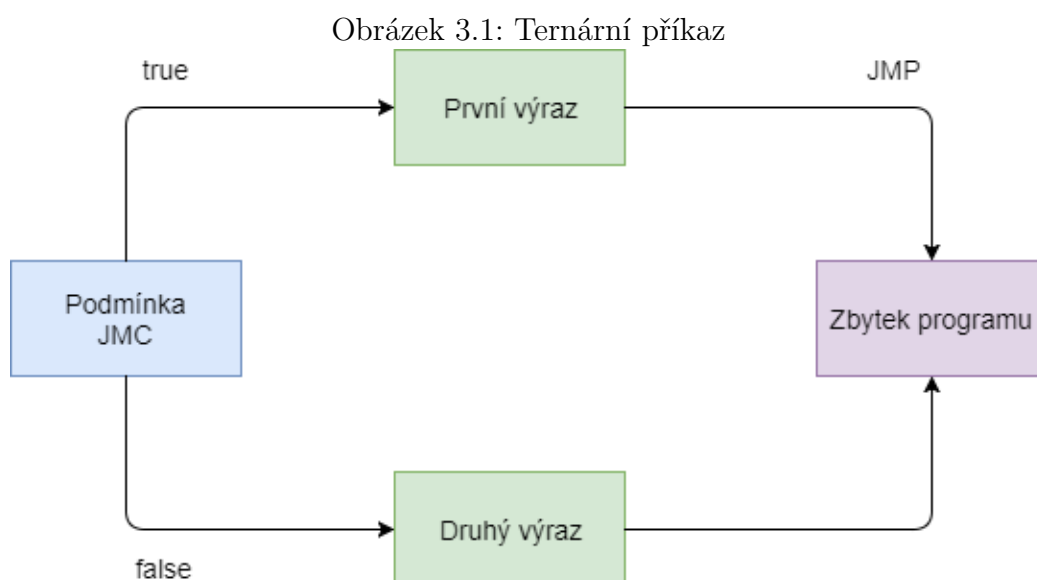 Obrázek 3.1: Ternární příkaz
true
JMP
První výraz
Podmínka
JMC
Zbytek programu
Druhý výraz
false